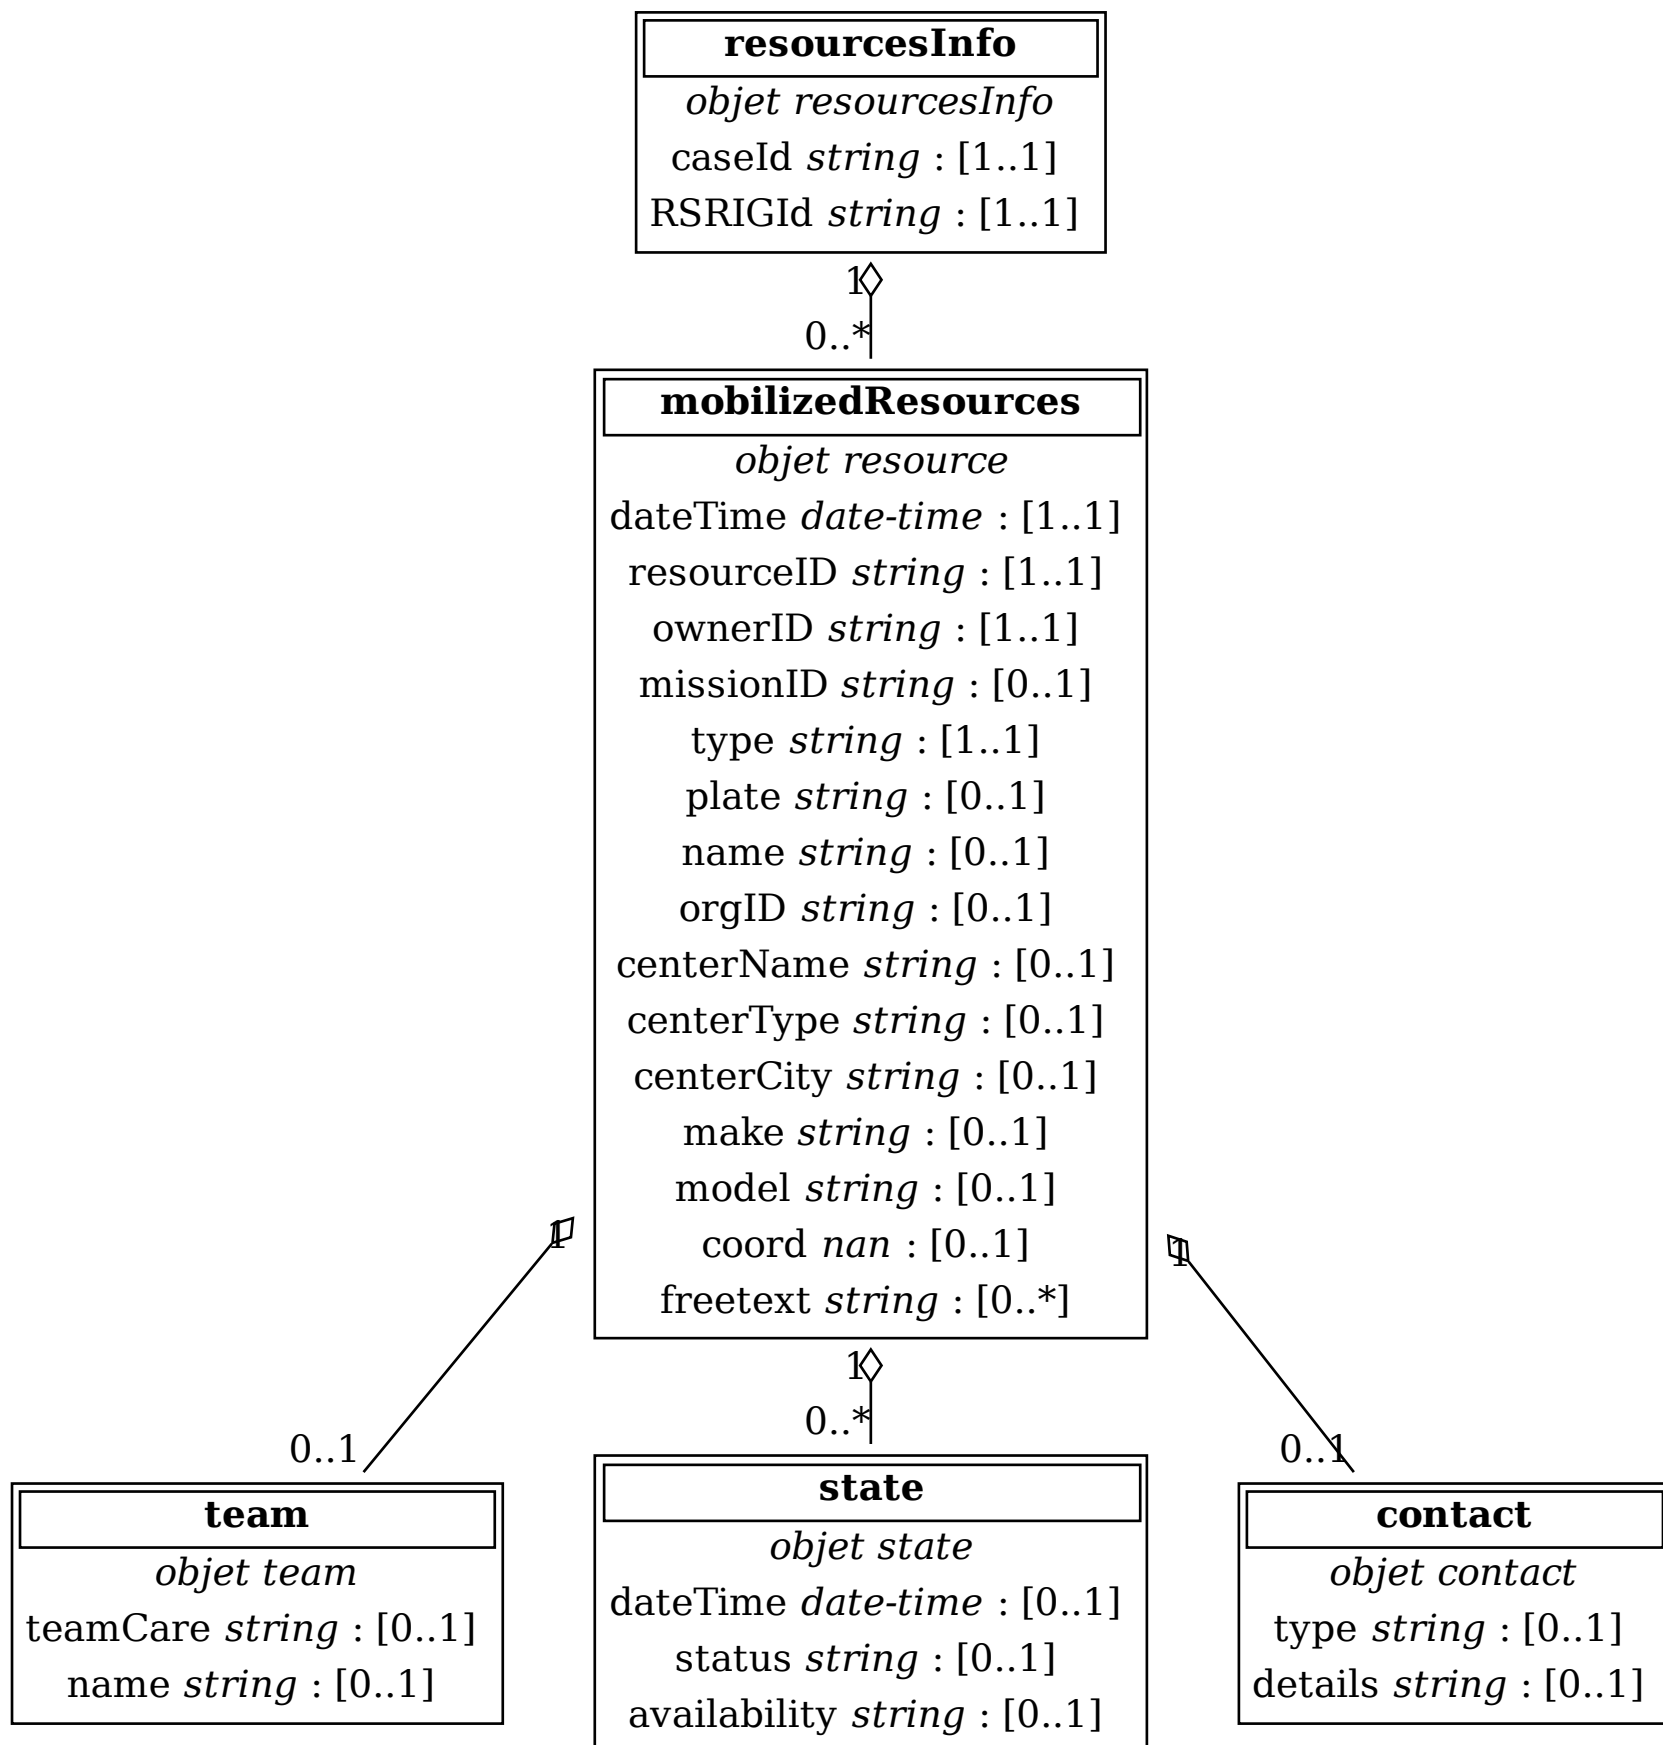 resourcesInfo
objet resourcesInfo
caseId string : [1..1]
RSRIGId string : [1..1]
1
0..*
mobilizedResources
objet resource
dateTime date-time : [1..1]
resourceID string : [1..1]
ownerID string : [1..1]
missionID string : [0..1]
type string : [1..1]
plate string : [0..1]
name string : [0..1]
orgID string : [0..1]
centerName string : [0..1]
centerType string : [0..1]
centerCity string : [0..1]
make string : [0..1]
model string : [0..1]
coord nan : [0..1]
freetext string : [0..*]
1
1
1
0..1
0..*
0..1
team
objet team
teamCare string : [0..1]
name string : [0..1]
state
objet state
dateTime date-time : [0..1]
status string : [0..1]
availability string : [0..1]
contact
objet contact
type string : [0..1]
details string : [0..1]